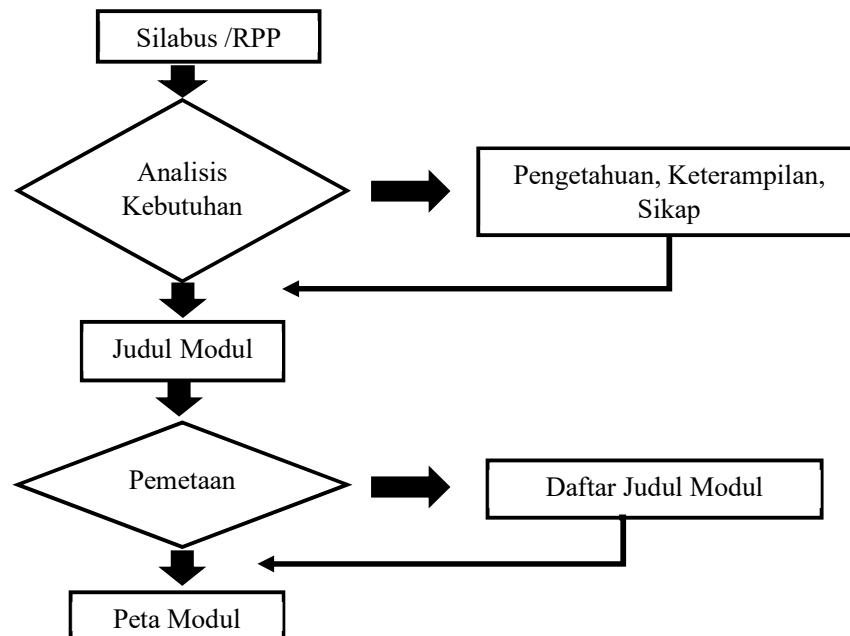 Silabus /RPP
Analisis
Kebutuhan
Pengetahuan, Keterampilan,
Sikap
Judul Modul
Pemetaan
Daftar Judul Modul
Peta Modul